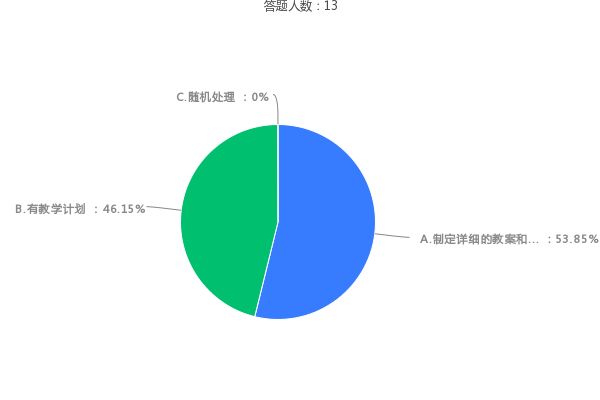 答题人数 : 13
C.随机处理 : 0%
B.有教学计划 : 46.15%
A.制定详细的教案和... : 53.85%